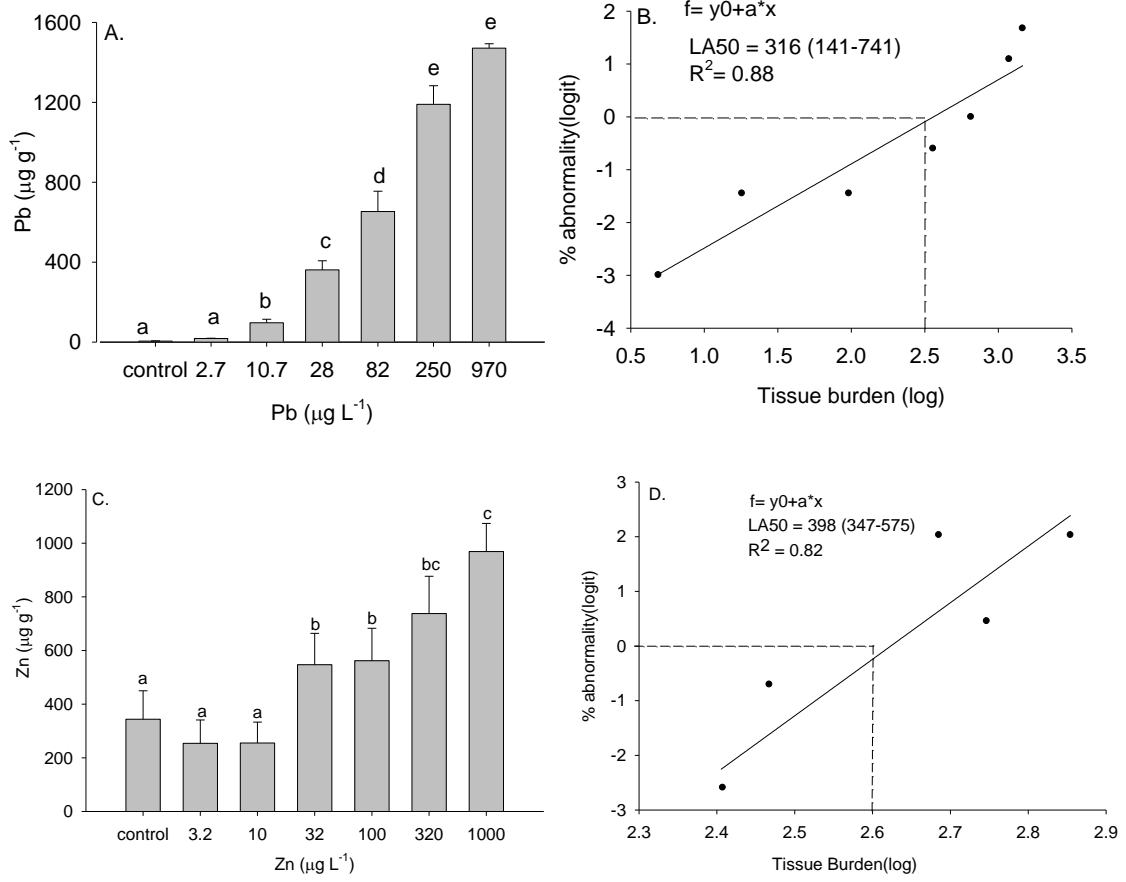 A.
1600
1200
800
400
0
Pb (μg g-1)
a
a
b
c
d
e
e
control 2.7 10.7 28 82 250 970
Pb (μg L-1)
B.
f= y0+a*x
LA50 = 316 (141-741)
R2= 0.88
2
1
0
-1
-2
-3
-4
% abnormality(logit)
0.5 1.0 1.5 2.0 2.5 3.0 3.5
Tissue burden (log)
C.
1200
1000
800
600
400
200
0
Zn (μg g-1)
a
a
a
b
b
bc
c
control 3.2 10 32 100 320 1000
Zn (μg L-1)
D.
f= y0+a*x
LA50 = 398 (347-575)
R2 = 0.82
3
2
1
0
-1
-2
-3
% abnormality(logit)
2.3 2.4 2.5 2.6 2.7 2.8 2.9
Tissue Burden(log)